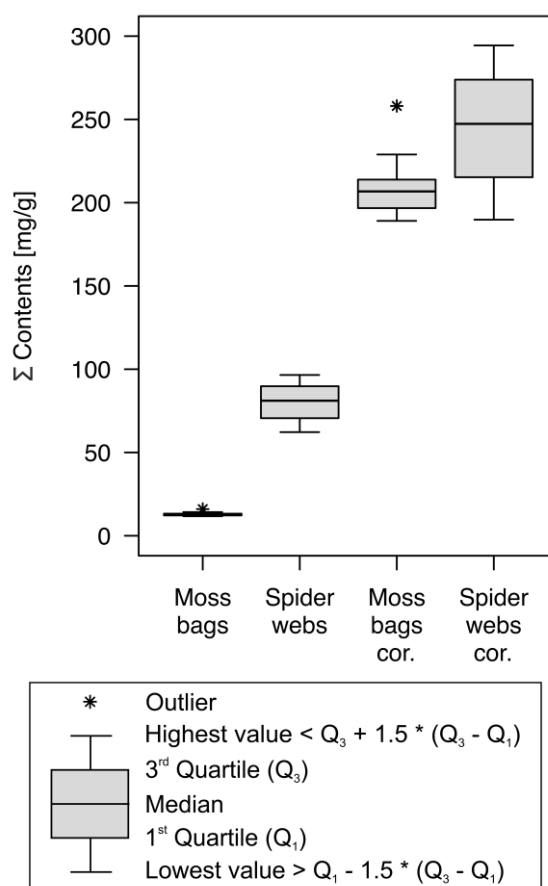 300
250
200
150
100
50
0
Σ Contents [mg/g]
Moss bags
Spider webs
Moss bags cor.
Spider webs cor.
Outlier
Highest value < Q3 + 1.5 * (Q3 - Q1)
3rd Quartile (Q3)
Median
1st Quartile (Q1)
Lowest value > Q1 - 1.5 * (Q3 - Q1)